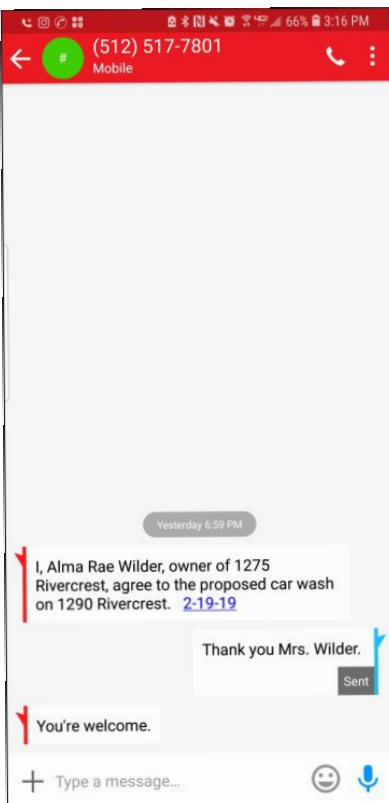 66% 3:16 PM
(512) 517-7801
#
Mobile
Yesterday 6:59 PM
I, Alma Rae Wilder, owner of 1275
Rivercrest, agree to the proposed car wash
on 1290 Rivercrest. 2-19-19
Thank you Mrs. Wilder.
Sent
You're welcome.
Type a message...